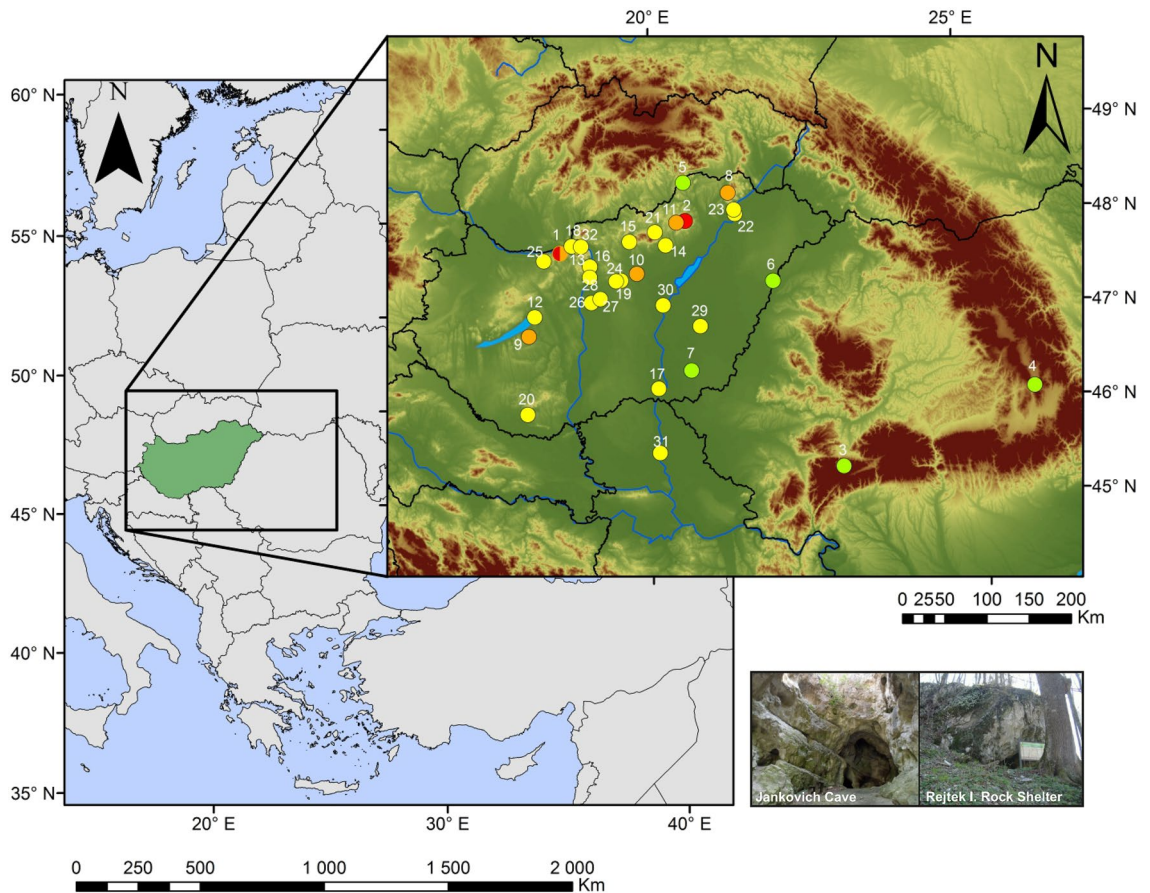 20° E 25° E
N
60° N
N
49° N
5 8
48° N
11 2 23
21 22
1 18 32 15
14
25 13 16
10 6
24
28 19
47° N
12 26 27 30
29
9
7
17
46° N
4
20
31 3
45° N
55° N
50° N
45° N
40° N
35° N
0 25 50 100 150 200
Km
Jankovich Cave Rejtek I. Rock Shelter
20° E 30° E 40° E
0 250 500 1 000 1 500 2 000
Km